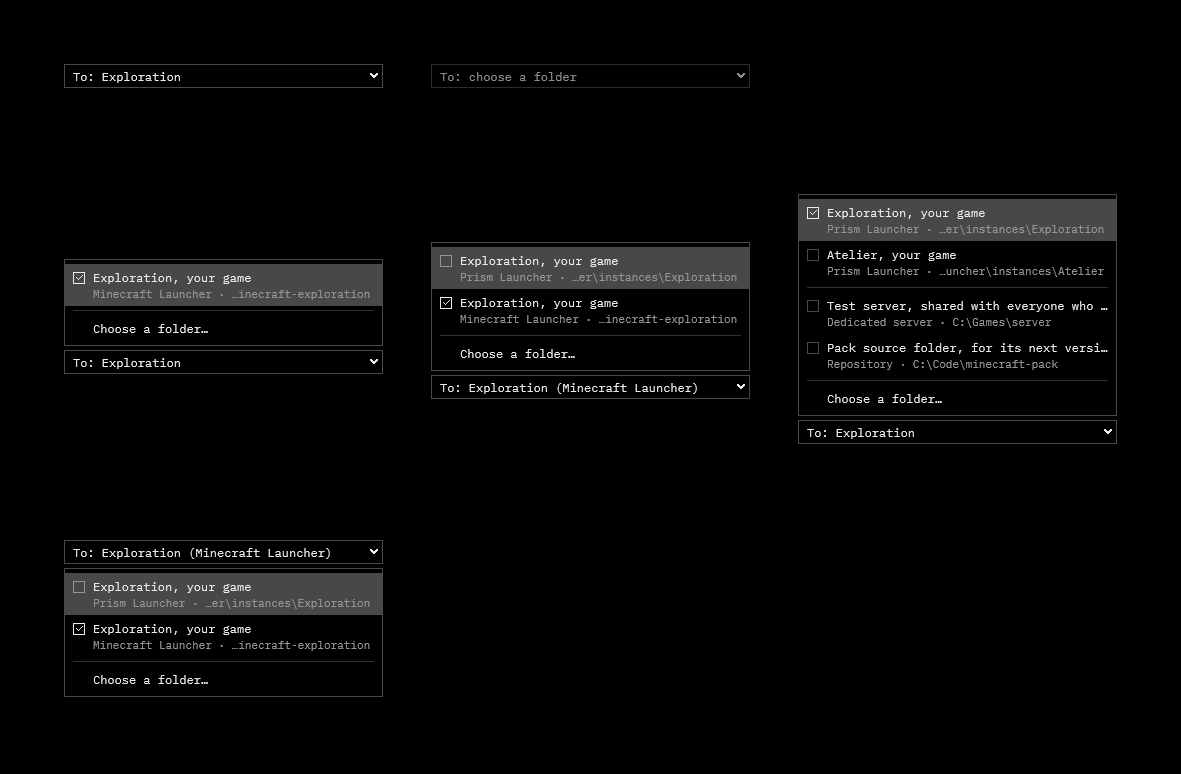 To: Exploration
To: choose a folder
Exploration, your game
Minecraft Launcher · …inecraft-exploration
Choose a folder…
To: Exploration
Exploration, your game
Prism Launcher · …er\instances\Exploration
Exploration, your game
Minecraft Launcher · …inecraft-exploration
Choose a folder…
To: Exploration (Minecraft Launcher)
Exploration, your game
Prism Launcher · …er\instances\Exploration
Atelier, your game
Prism Launcher · …uncher\instances\Atelier
Test server, shared with everyone who …
Dedicated server · C:\Games\server
Pack source folder, for its next versi…
Repository · C:\Code\minecraft-pack
Choose a folder…
To: Exploration
To: Exploration (Minecraft Launcher)
Exploration, your game
Prism Launcher · …er\instances\Exploration
Exploration, your game
Minecraft Launcher · …inecraft-exploration
Choose a folder…